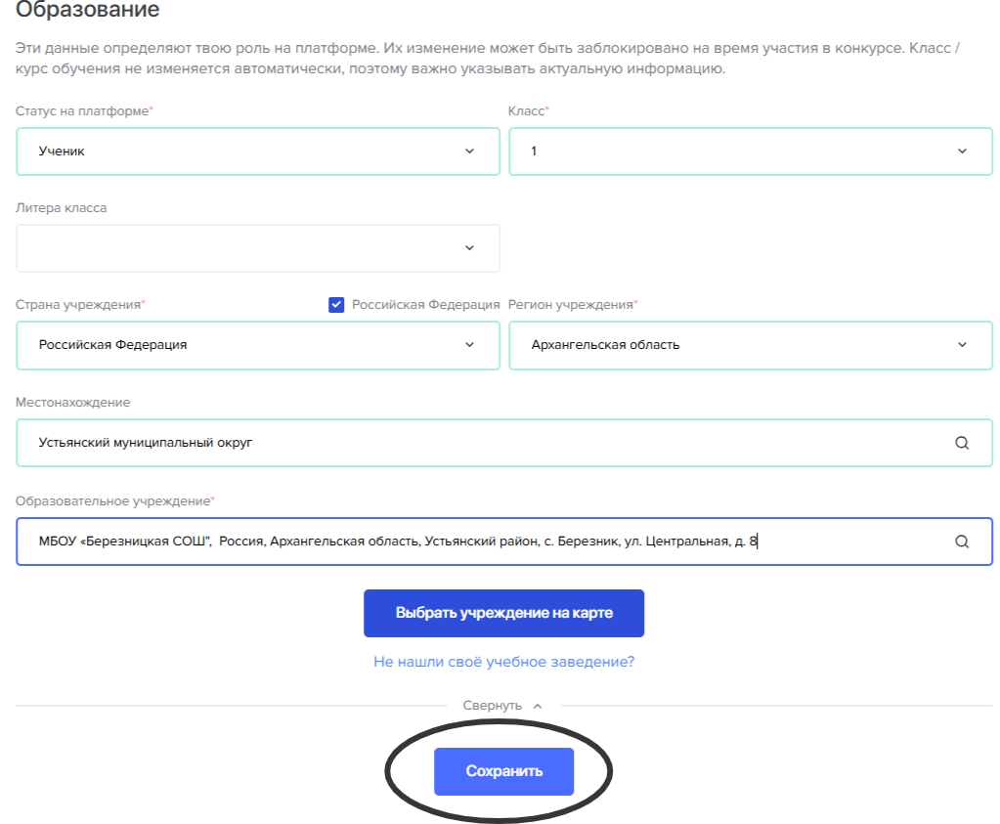 Образование
Эти данные определяют твою роль на платформе. Их изменение может быть заблокировано на время участия в конкурсе. Класс /
курс обучения не изменяется автоматически, поэтому важно указывать актуальную информацию.
Статус на платформе*
Класс*
Ученик
1
Литера класса
Страна учреждения*
Российская Федерация
Регион учреждения*
Российская Федерация
Архангельская область
Местонахождение
Устьянский муниципальный округ
Образовательное учреждение*
МБОУ «Березницкая СОШ",  Россия, Архангельская область, Устьянский район, с. Березник, ул. Центральная, д. 8
Выбрать учреждение на карте
Не нашли своё учебное заведение?
Свернуть
Сохранить